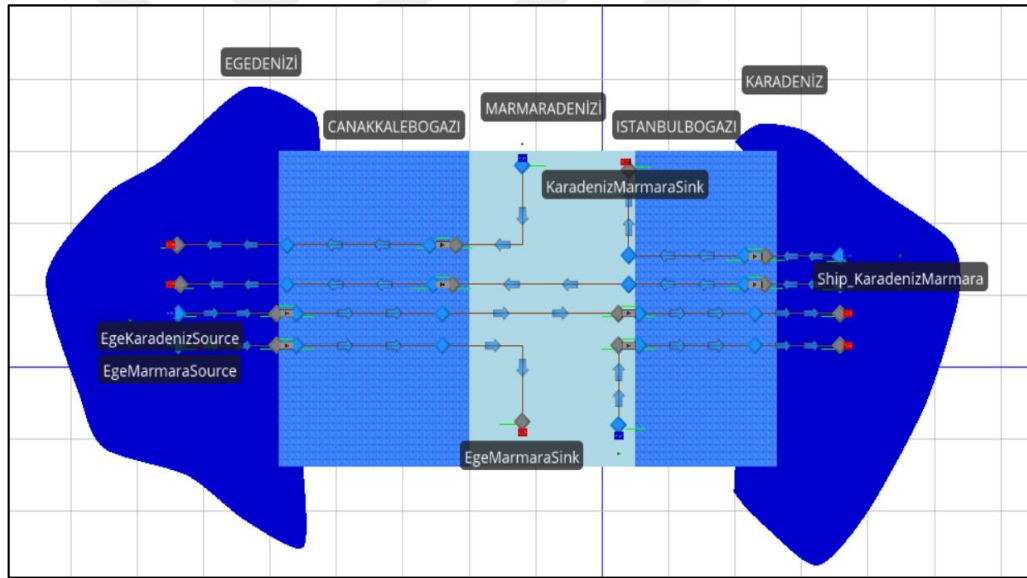 EGEDENİZİ
KARADENİZ
MARMARADENİZİ
CANAKKALEBOGAZI
ISTANBULBOGAZI
KaradenizMarmaraSink
Ship_KaradenizMarmara
EgeKaradenizSource
EgeMarmaraSource
EgeMarmaraSink